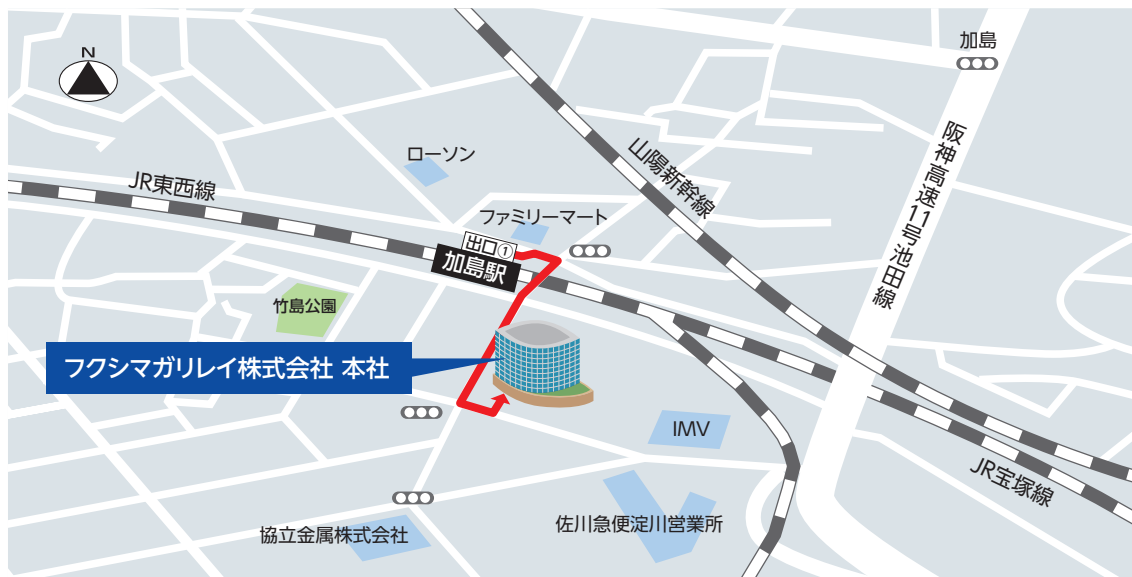 N
加島
阪神高速11号池田線
ローソン
山陽新幹線
JR東西線
ファミリーマート
出口①
加島駅
竹島公園
フクシマガリレイ株式会社 本社
IMV
JR宝塚線
佐川急便淀川営業所
協立金属株式会社